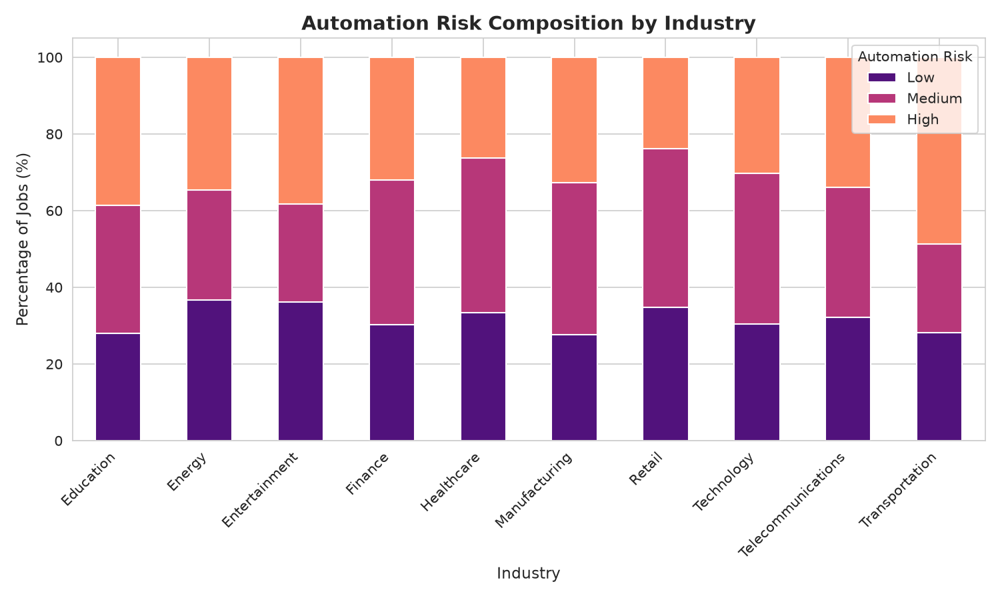 Automation Risk Composition by Industry
Automation Risk
Low
Medium
High
Percentage of Jobs (%)
100
80
60
40
20
0
Education
Energy
Entertainment
Finance
Healthcare
Manufacturing
Retail
Technology
Telecommunications
Transportation
Industry